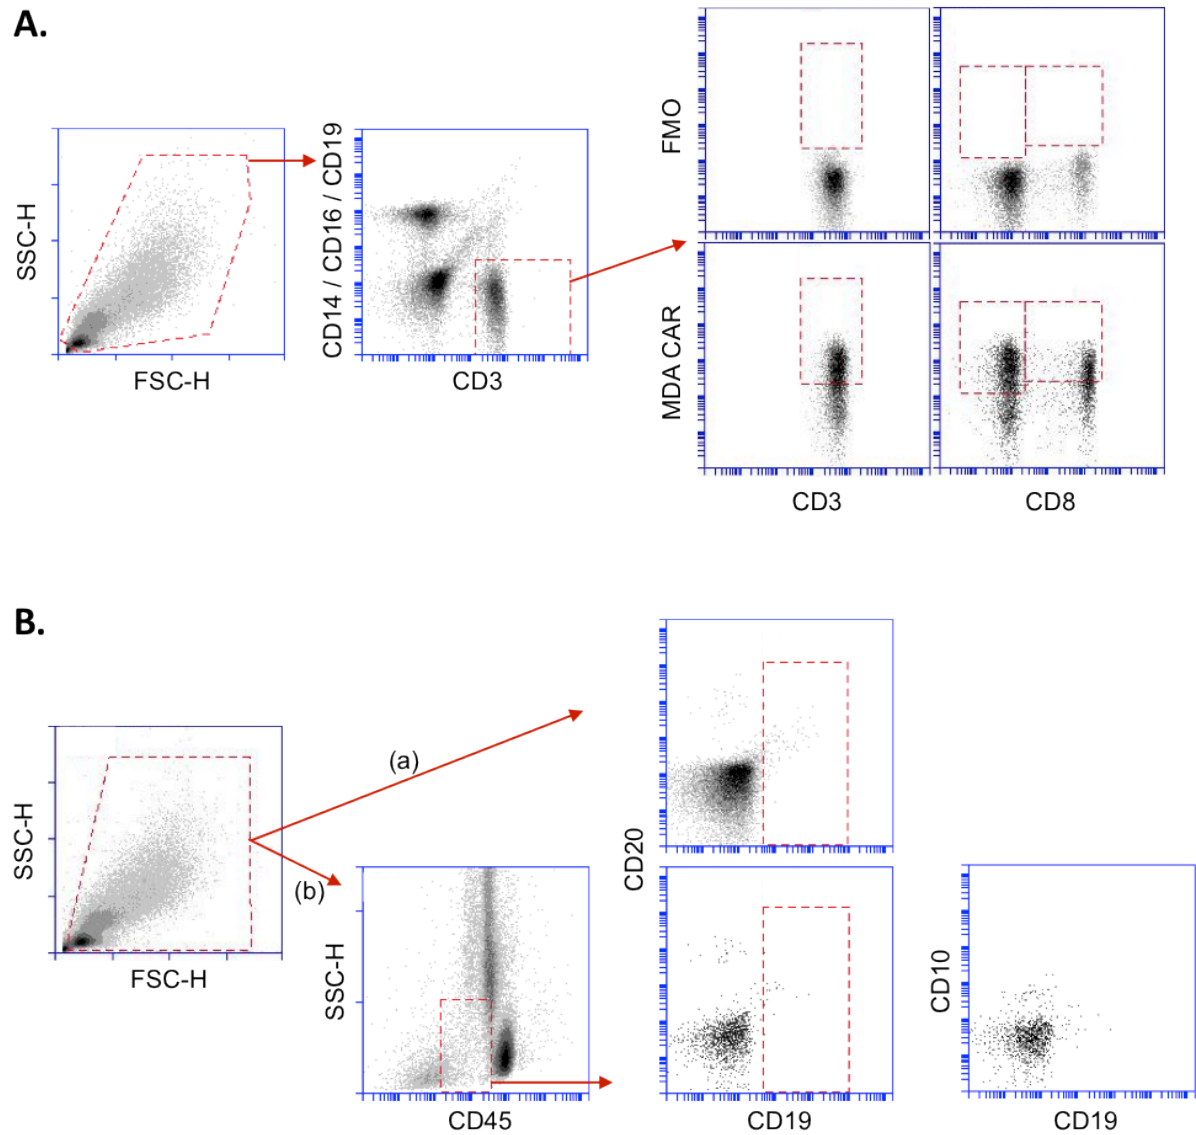 A.
SSC-H
FSC-H
CD14 / CD16 / CD19
CD3
FMO
MDA CAR
CD3
CD8
B.
SSC-H
FSC-H
(a)
(b)
SSC-H
CD45
CD20
CD19
CD10
CD19